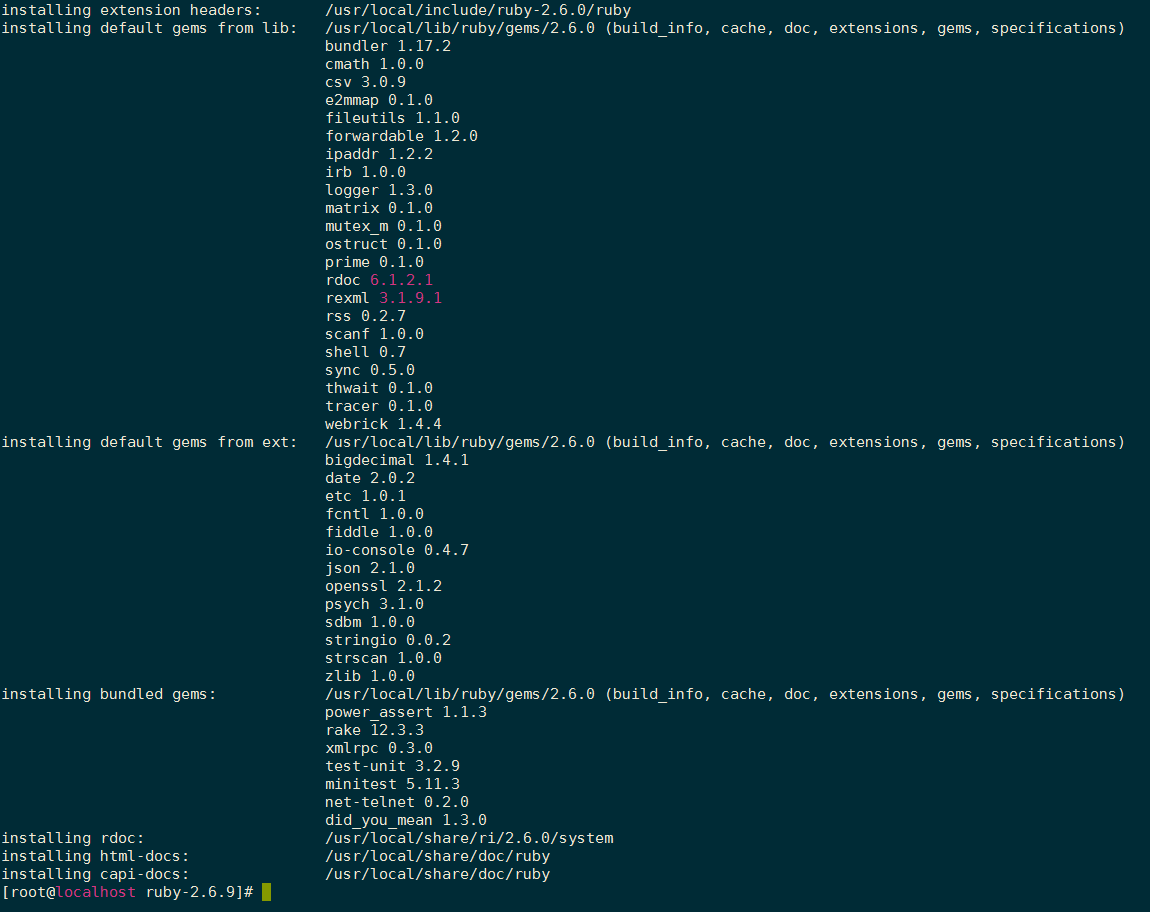 installing extension headers:       /usr/local/include/ruby-2.6.0/ruby
installing default gems from lib:   /usr/local/lib/ruby/gems/2.6.0 (build_info, cache, doc, extensions, gems, specifications)
                                    bundler 1.17.2
                                    cmath 1.0.0
                                    csv 3.0.9
                                    e2mmap 0.1.0
                                    fileutils 1.1.0
                                    forwardable 1.2.0
                                    ipaddr 1.2.2
                                    irb 1.0.0
                                    logger 1.3.0
                                    matrix 0.1.0
                                    mutex_m 0.1.0
                                    ostruct 0.1.0
                                    prime 0.1.0
                                    rdoc 6.1.2.1
                                    rexml 3.1.9.1
                                    rss 0.2.7
                                    scanf 1.0.0
                                    shell 0.7
                                    sync 0.5.0
                                    thwait 0.1.0
                                    tracer 0.1.0
                                    webrick 1.4.4
installing default gems from ext:   /usr/local/lib/ruby/gems/2.6.0 (build_info, cache, doc, extensions, gems, specifications)
                                    bigdecimal 1.4.1
                                    date 2.0.2
                                    etc 1.0.1
                                    fcntl 1.0.0
                                    fiddle 1.0.0
                                    io-console 0.4.7
                                    json 2.1.0
                                    openssl 2.1.2
                                    psych 3.1.0
                                    sdbm 1.0.0
                                    stringio 0.0.2
                                    strscan 1.0.0
                                    zlib 1.0.0
installing bundled gems:            /usr/local/lib/ruby/gems/2.6.0 (build_info, cache, doc, extensions, gems, specifications)
                                    power_assert 1.1.3
                                    rake 12.3.3
                                    xmlrpc 0.3.0
                                    test-unit 3.2.9
                                    minitest 5.11.3
                                    net-telnet 0.2.0
                                    did_you_mean 1.3.0
installing rdoc:                    /usr/local/share/ri/2.6.0/system
installing html-docs:               /usr/local/share/doc/ruby
installing capi-docs:               /usr/local/share/doc/ruby
[root@localhost ruby-2.6.9]#